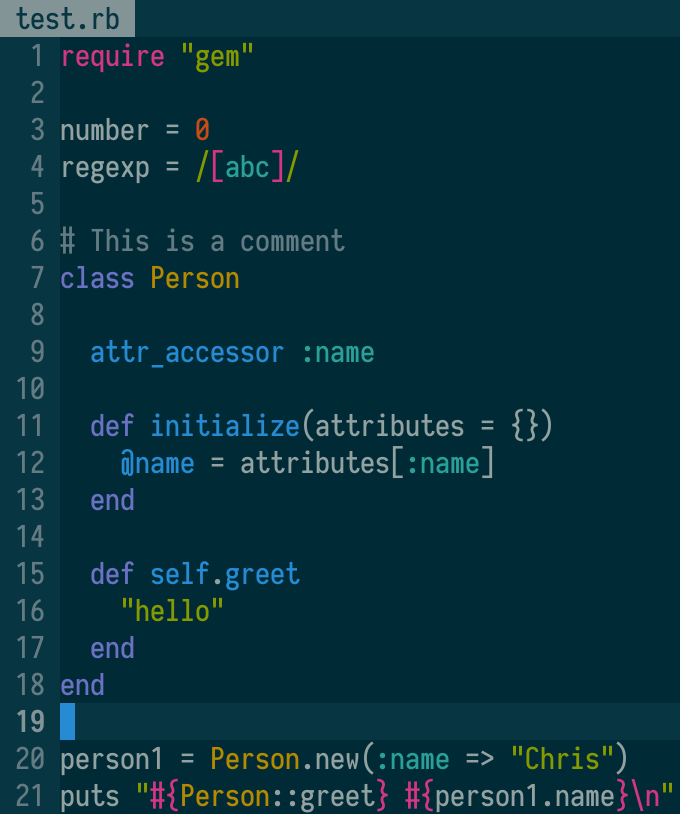 test.rb
1 require "gem"
2
3 number = 0
4 regexp = /[abc]/
5
6 # This is a comment
7 class Person
8
9   attr_accessor :name
10
11   def initialize(attributes = {})
12     @name = attributes[:name]
13   end
14
15   def self.greet
16     "hello"
17   end
18 end
19
20 person1 = Person.new(:name => "Chris")
21 puts "#{Person::greet} #{person1.name}\n"